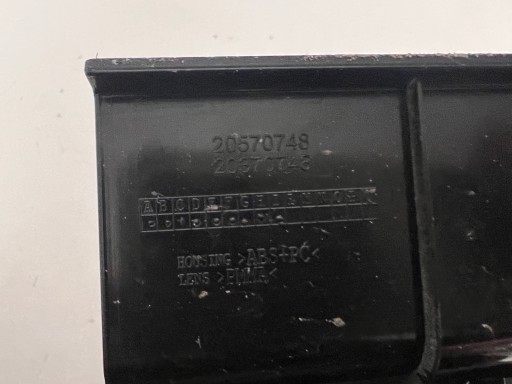 20570748
20570748
HOUSING >ABS+PC<
LENS >PMMA<